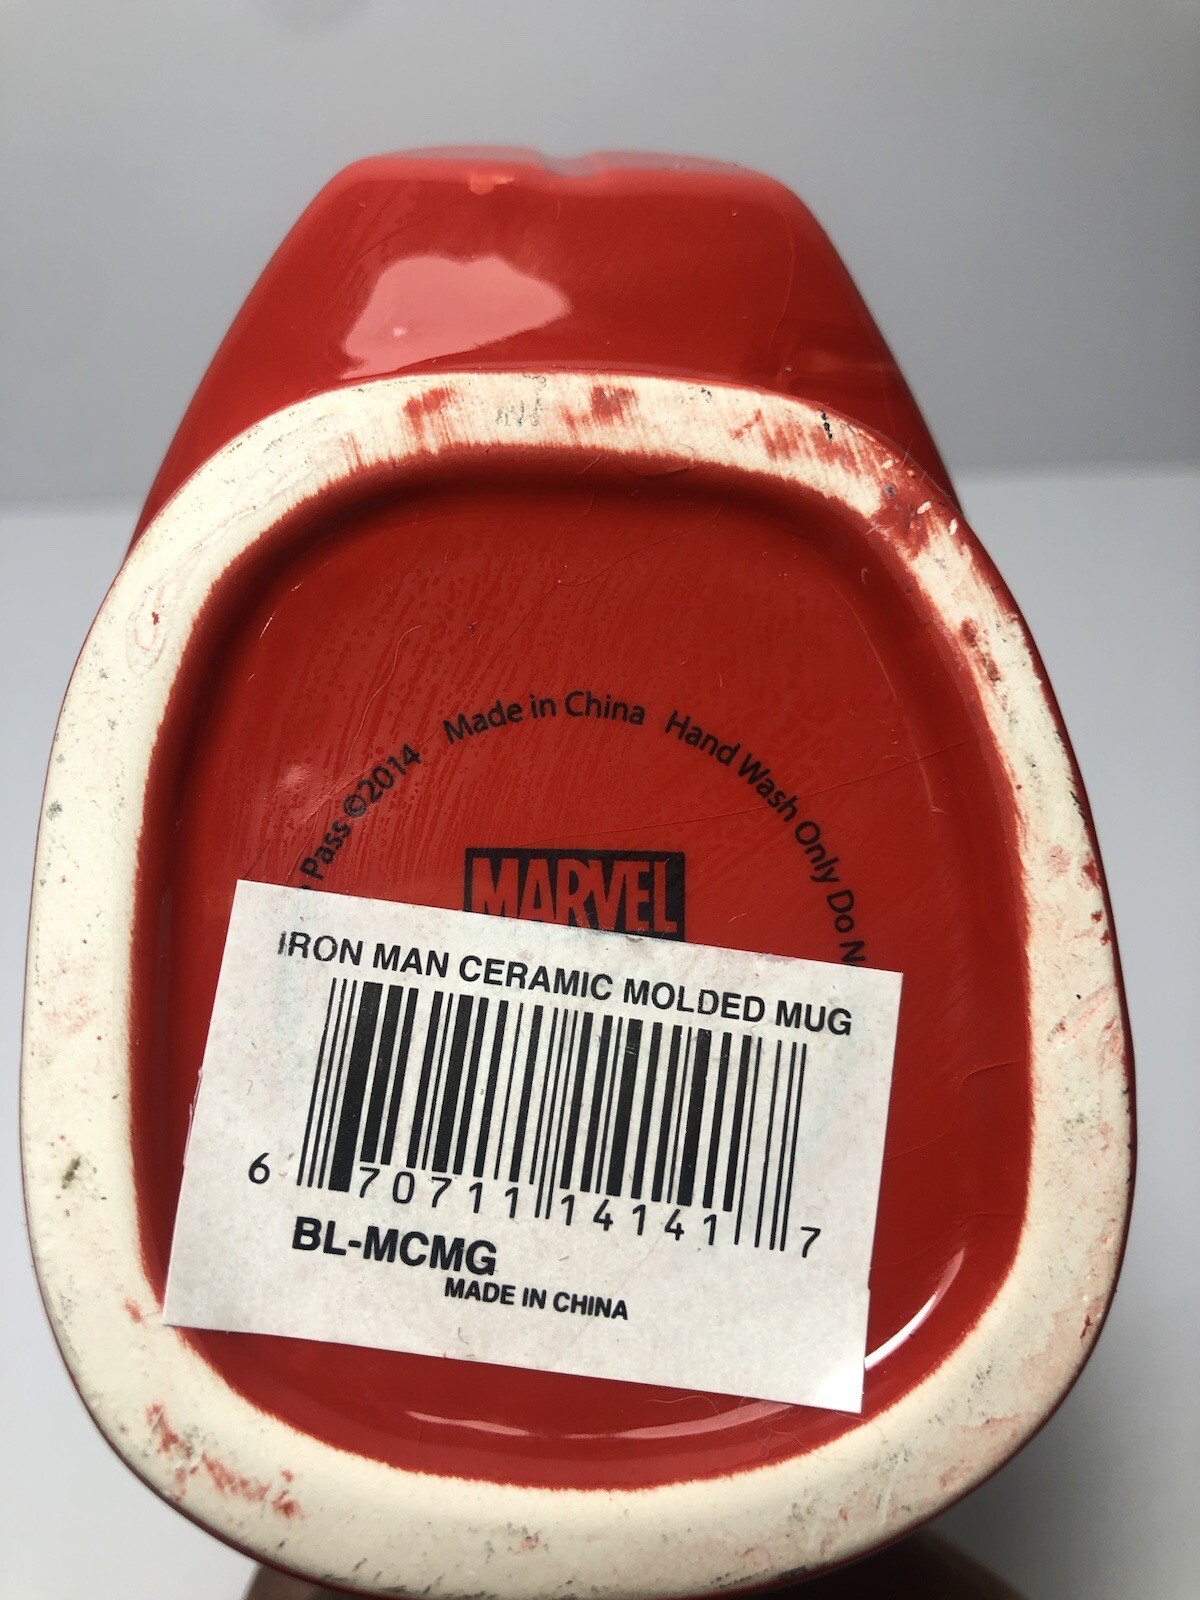 Pass ©2014 Made in China Hand Wash Only Do N
MARVEL
IRON MAN CERAMIC MOLDED MUG
6 70711 14141 7
BL-MCMG
MADE IN CHINA